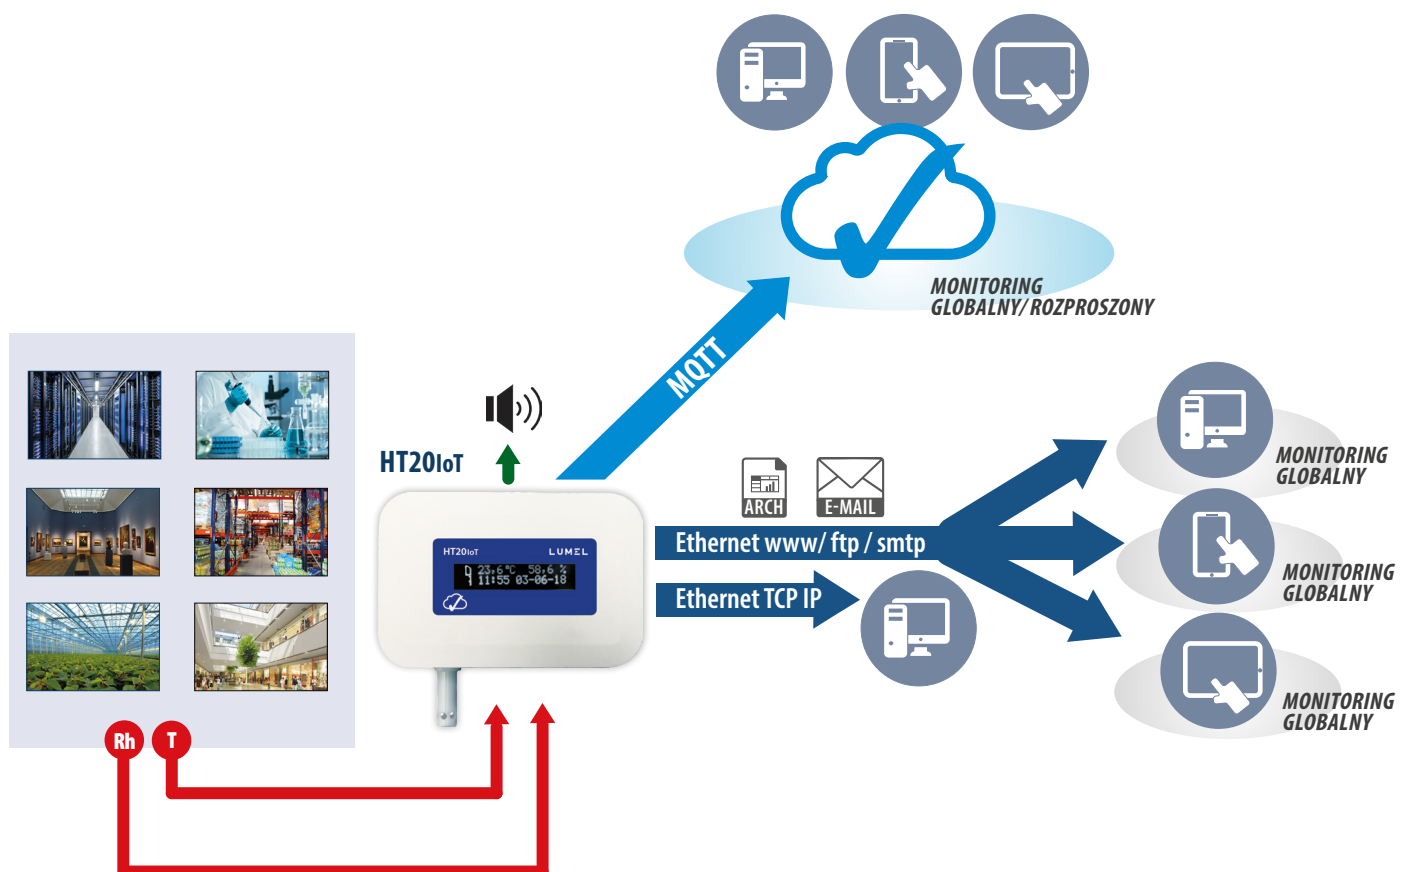 MONITORING
GLOBALNY/ ROZPROSZONY
MQTT
HT20IoT
HT20IoT
LUMEL
23,6°C 58,6 %
11:55 03-06-18
ARCH
E-MAIL
Ethernet www/ ftp / smtp
Ethernet TCP IP
MONITORING
GLOBALNY
MONITORING
GLOBALNY
MONITORING
GLOBALNY
Rh
T